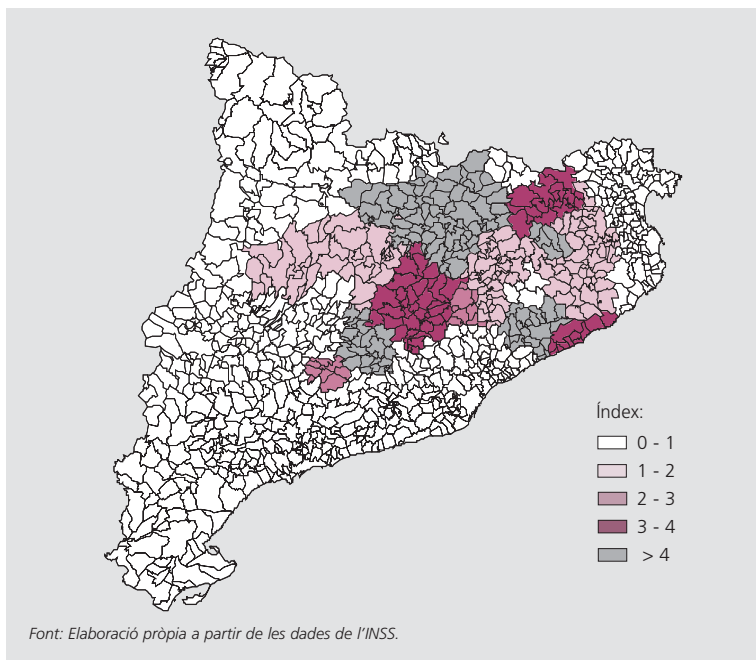 Índex:
0 - 1
1 - 2
2 - 3
3 - 4
> 4
Font: Elaboració pròpia a partir de les dades de l'INSS.